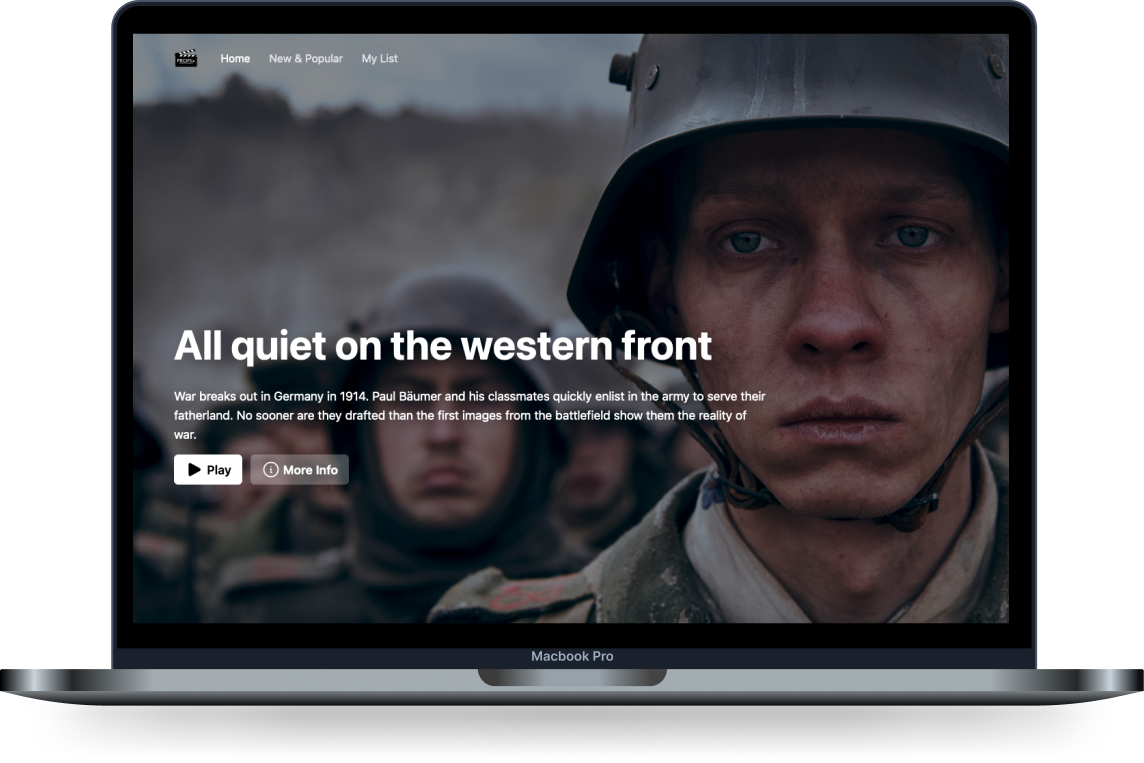 PROFix
Home New & Popular My List
All quiet on the western front
War breaks out in Germany in 1914. Paul Bäumer and his classmates quickly enlist in the army to serve their
fatherland. No sooner are they drafted than the first images from the battlefield show them the reality of
war.
Play More Info
Macbook Pro